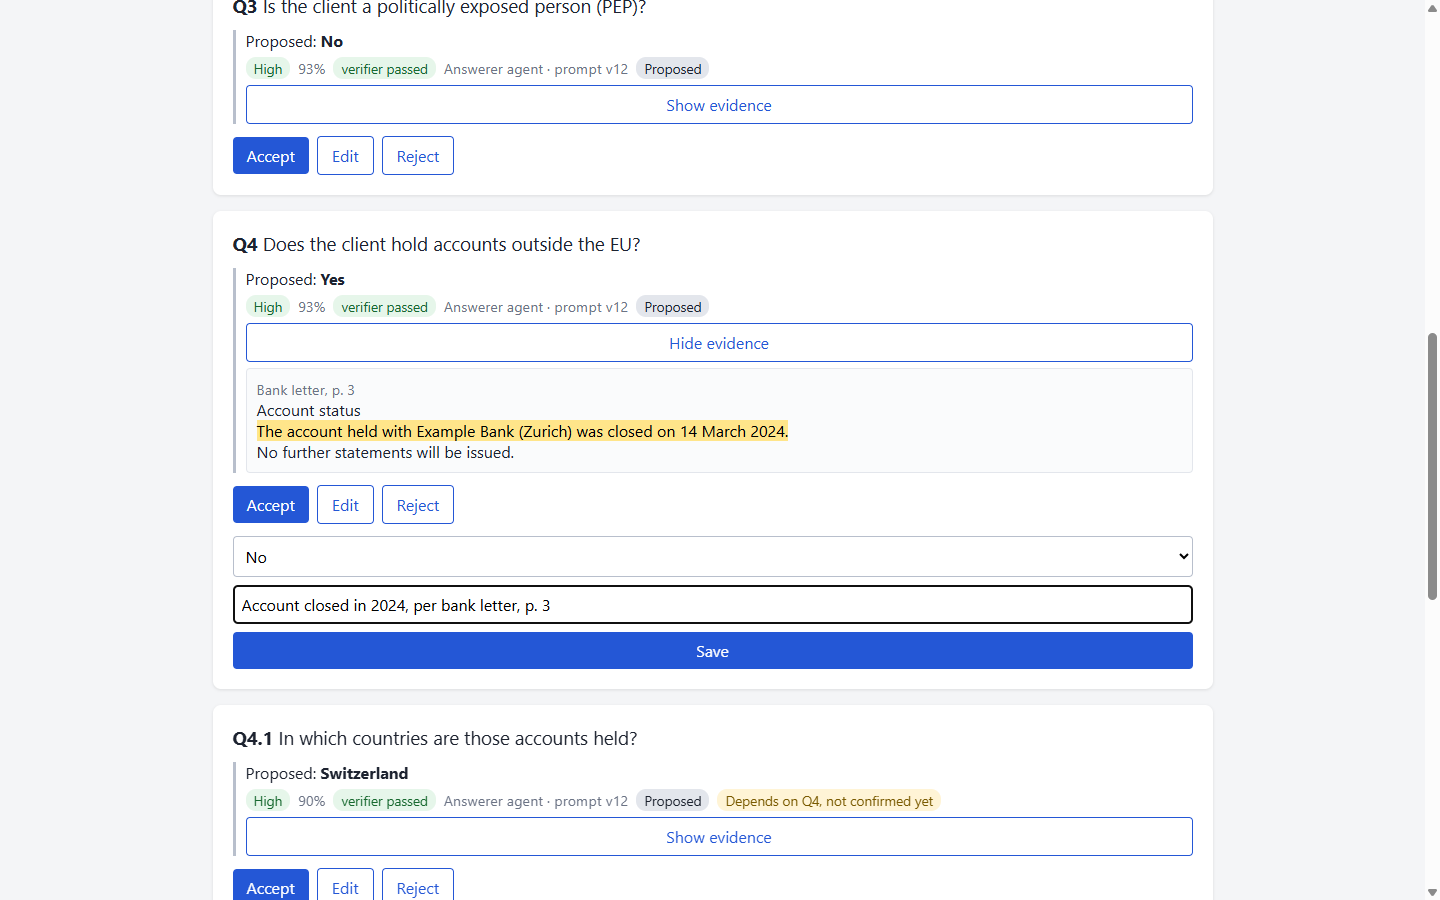 Q3 Is the client a politically exposed person (PEP)?
Proposed: No
High 93% verifier passed Answerer agent · prompt v12 Proposed
Show evidence
Accept Edit Reject
Q4 Does the client hold accounts outside the EU?
Proposed: Yes
High 93% verifier passed Answerer agent · prompt v12 Proposed
Hide evidence
Bank letter, p. 3
Account status
The account held with Example Bank (Zurich) was closed on 14 March 2024.
No further statements will be issued.
Accept Edit Reject
No
Account closed in 2024, per bank letter, p. 3
Save
Q4.1 In which countries are those accounts held?
Proposed: Switzerland
High 90% verifier passed Answerer agent · prompt v12 Proposed Depends on Q4, not confirmed yet
Show evidence
Accept Edit Reject